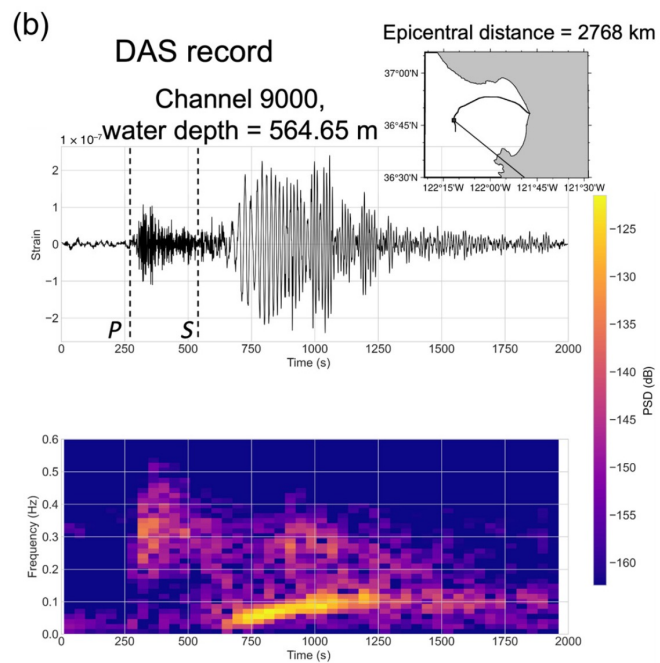 (b)
DAS record
Epicentral distance = 2768 km
Channel 9000,
water depth = 564.65 m
37°00'N
36°45'N
36°30'N
122°15'W 122°00'W 121°45'W 121°30'W
1 × 10⁻⁷
2
1
0
−1
−2
Strain
P S
0 250 500 750 1000 1250 1500 1750 2000
Time (s)
−125
−130
−135
−140
−145
−150
−155
−160
PSD (dB)
0.6
0.5
0.4
0.3
0.2
0.1
0.0
Frequency (Hz)
0 250 500 750 1000 1250 1500 1750 2000
Time (s)